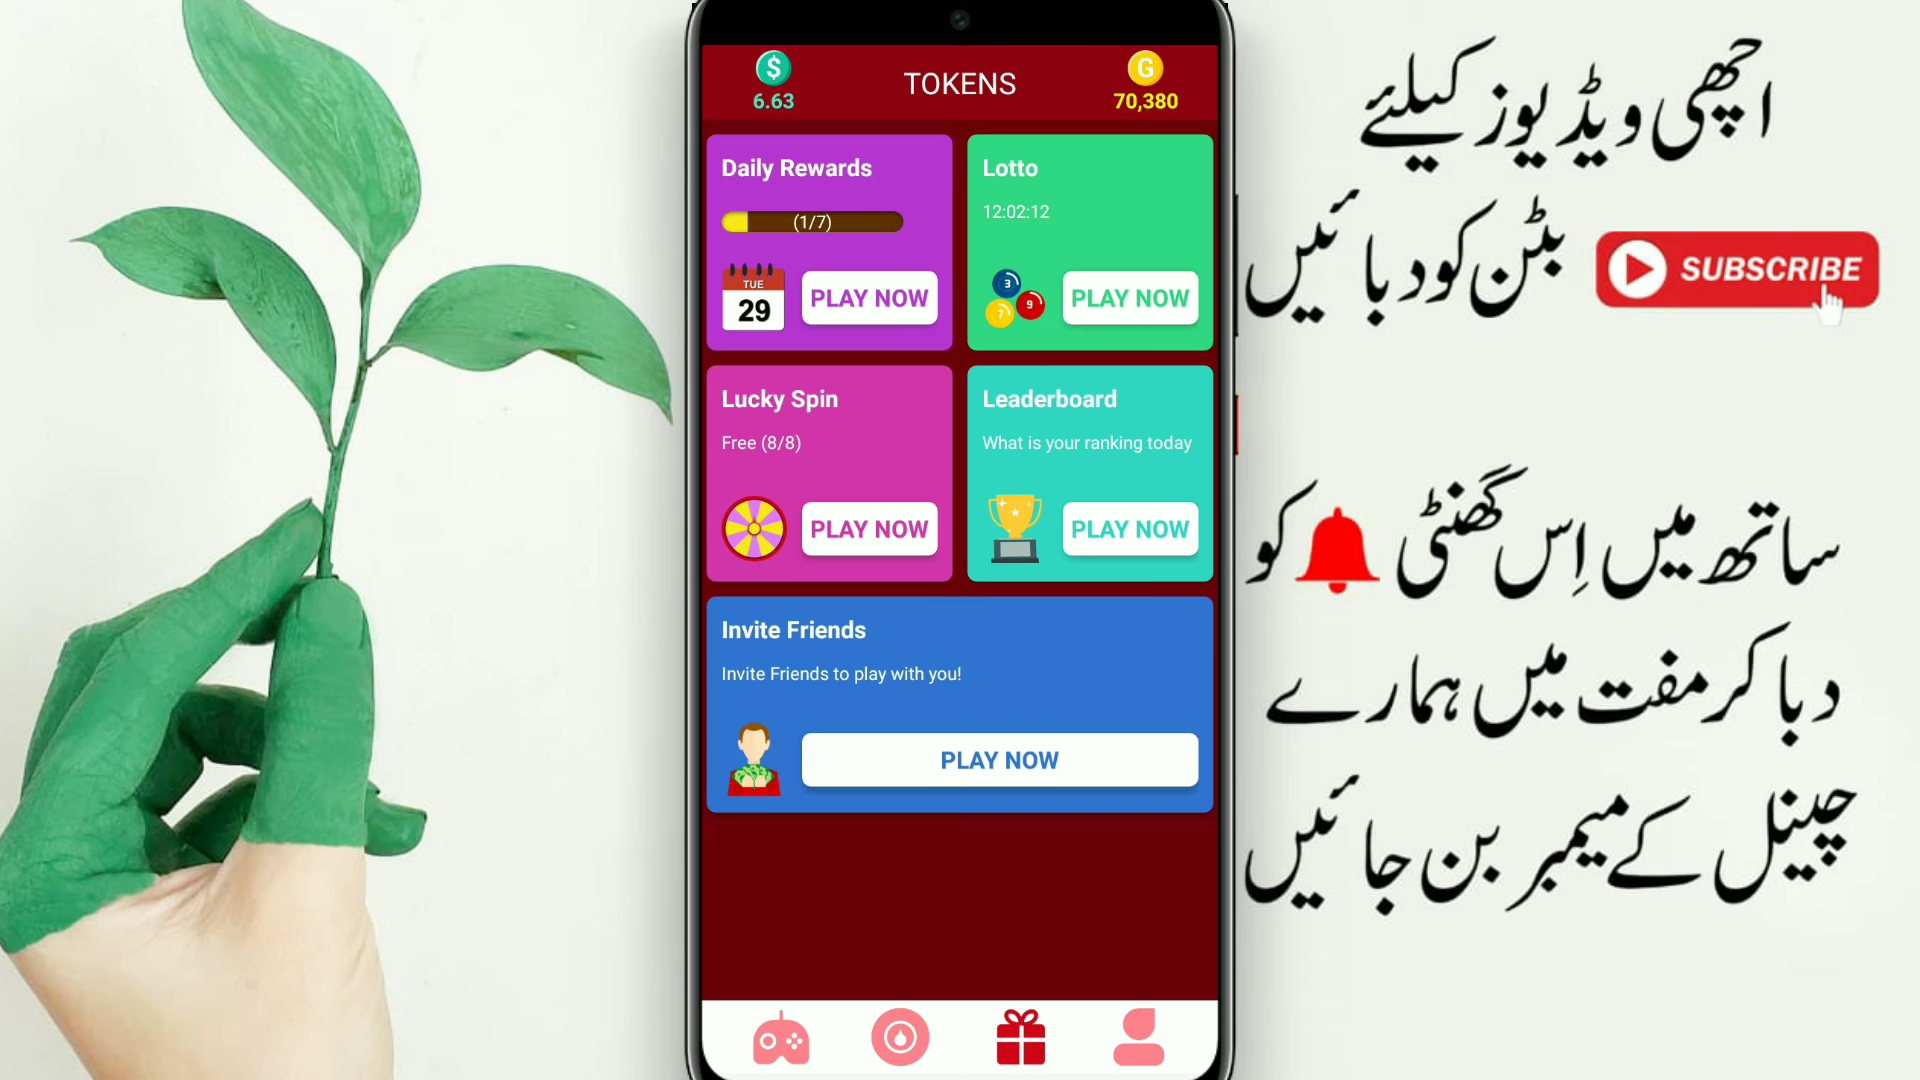 $
6.63
TOKENS
G
70,380
Daily Rewards
(1/7)
TUE
29
PLAY NOW
Lotto
12:02:12
3
9
7
PLAY NOW
Lucky Spin
Free (8/8)
PLAY NOW
Leaderboard
What is your ranking today
PLAY NOW
Invite Friends
Invite Friends to play with you!
PLAY NOW
اچھی ویڈیوز کیلئے
SUBSCRIBE بٹن کو دبائیں
ساتھ میں اِس گھنٹی کو
دبا کر مفت میں ہمارے
چینل کے میمبر بن جائیں